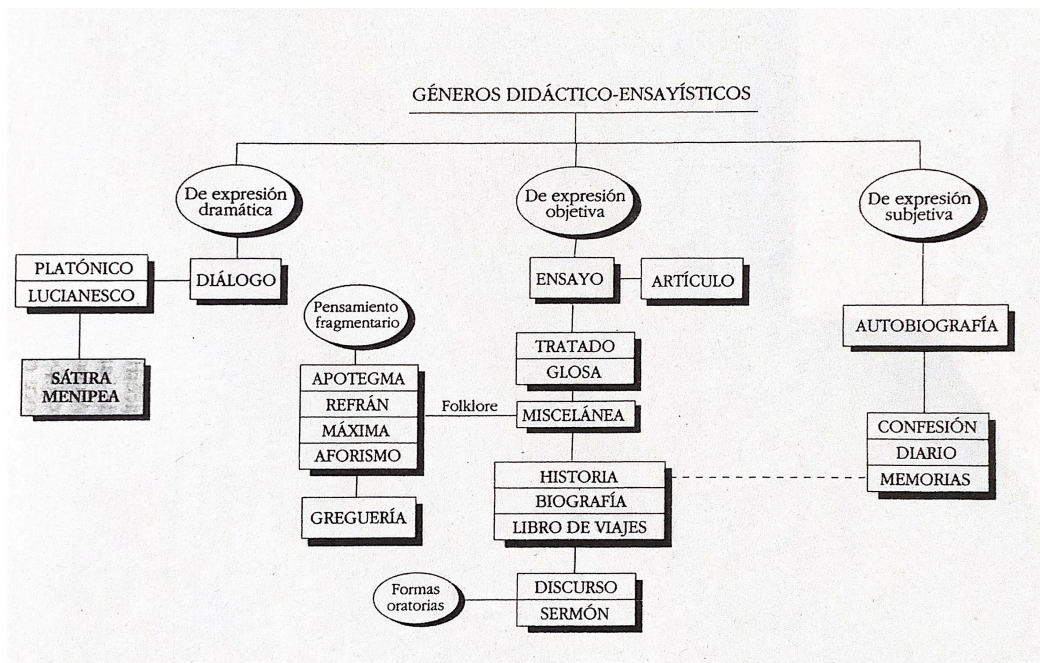 GÉNEROS DIDÁCTICO-ENSAYÍSTICOS
De expresión
dramática
De expresión
objetiva
De expresión
subjetiva
PLATÓNICO
LUCIANESCO
DIÁLOGO
SÁTIRA
MENIPEA
ENSAYO
ARTÍCULO
Pensamiento
fragmentario
TRATADO
GLOSA
APOTEGMA
REFRÁN
MÁXIMA
AFORISMO
Folklore
MISCELÁNEA
GREGUERÍA
HISTORIA
BIOGRAFÍA
LIBRO DE VIAJES
Formas
oratorias
DISCURSO
SERMÓN
AUTOBIOGRAFÍA
CONFESIÓN
DIARIO
MEMORIAS